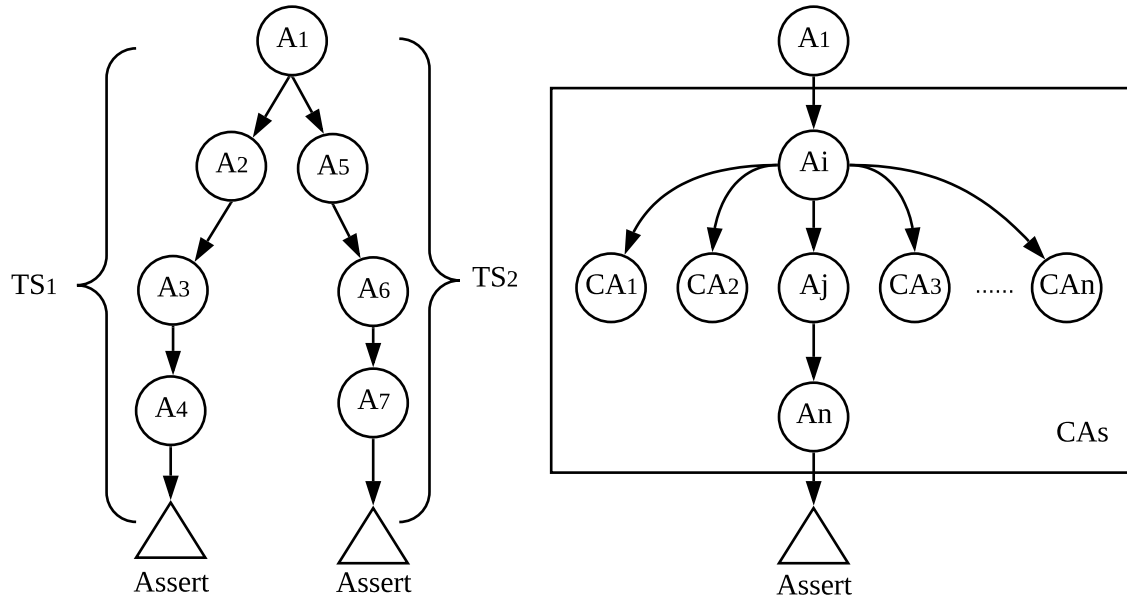 A1
A1
A2
A5
Ai
TS1
A3
A6
TS2
CA1
CA2
Aj
CA3
......
CAn
A4
A7
An
CAs
Assert
Assert
Assert